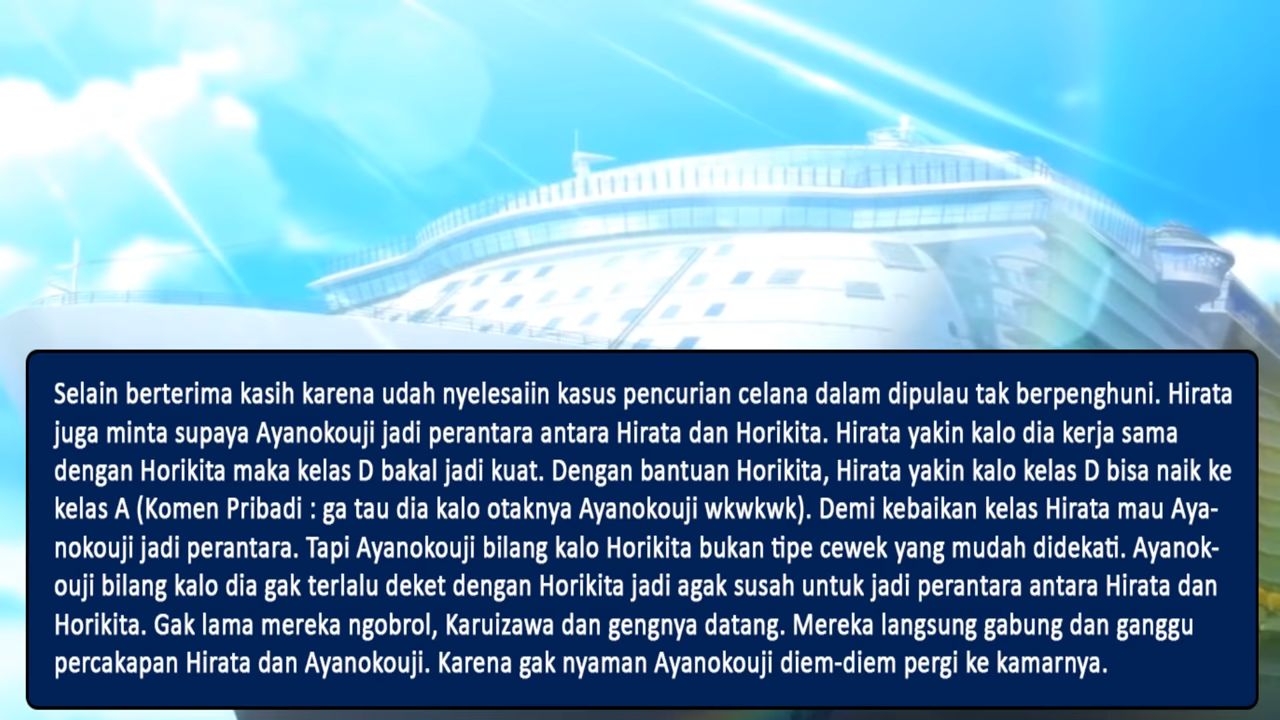 Selain berterima kasih karena udah nyelesaiin kasus pencurian celana dalam dipulau tak berpenghuni. Hirata
juga minta supaya Ayanokouji jadi perantara antara Hirata dan Horikita. Hirata yakin kalo dia kerja sama
dengan Horikita maka kelas D bakal jadi kuat. Dengan bantuan Horikita, Hirata yakin kalo kelas D bisa naik ke
kelas A (Komen Pribadi : ga tau dia kalo otaknya Ayanokouji wkwkwk). Demi kebaikan kelas Hirata mau Aya-
nokouji jadi perantara. Tapi Ayanokouji bilang kalo Horikita bukan tipe cewek yang mudah didekati. Ayanok-
ouji bilang kalo dia gak terlalu deket dengan Horikita jadi agak susah untuk jadi perantara antara Hirata dan
Horikita. Gak lama mereka ngobrol, Karuizawa dan gengnya datang. Mereka langsung gabung dan ganggu
percakapan Hirata dan Ayanokouji. Karena gak nyaman Ayanokouji diem-diem pergi ke kamarnya.